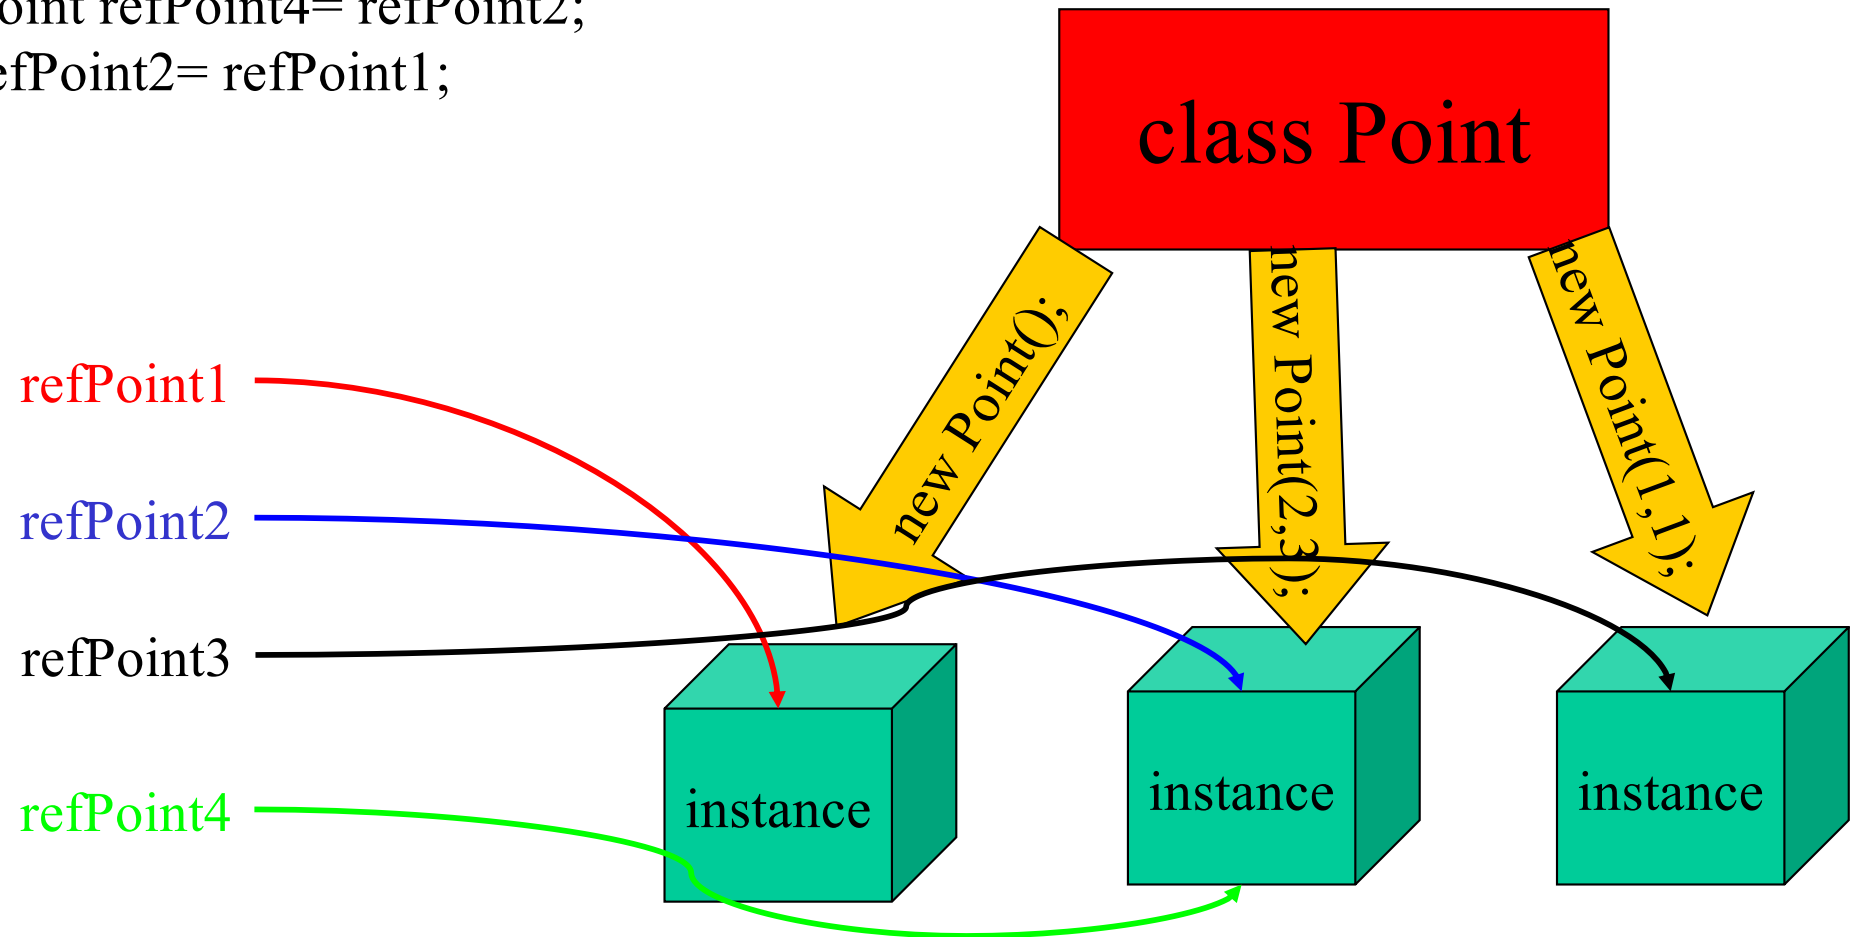 oint refPoint4= refPoint2;
efPoint2= refPoint1;
class Point
new Point();
new Point(2,3);
new Point(1,1);
refPoint1
refPoint2
refPoint3
refPoint4
instance
instance
instance